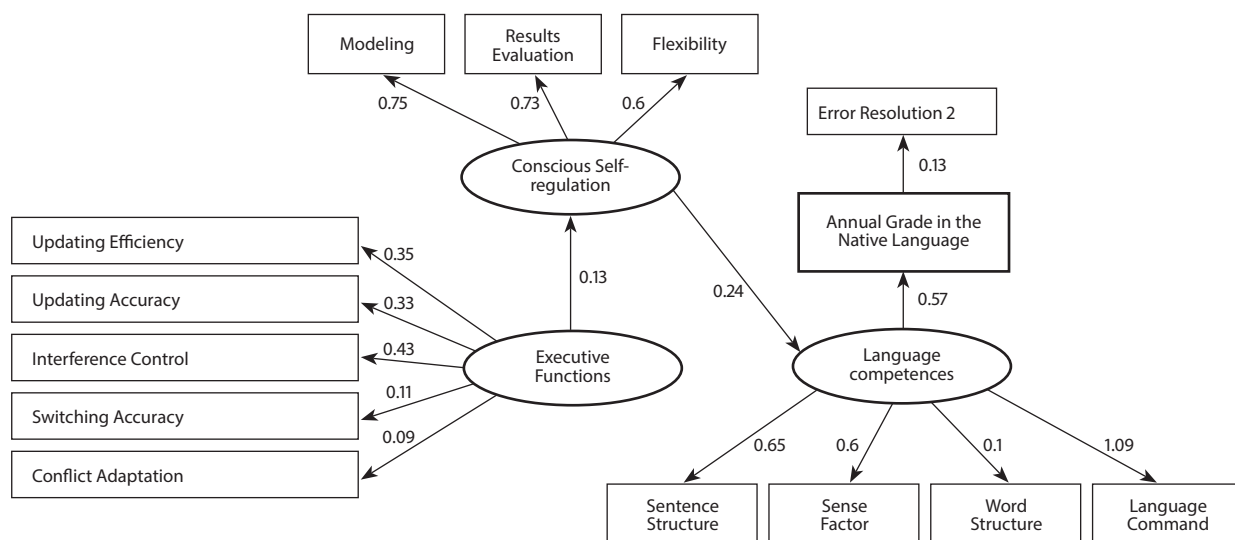 Modeling
Results
Evaluation
Flexibility
0.75
0.73
0.6
Error Resolution 2
0.13
Conscious Self-
regulation
Annual Grade in the
Native Language
Updating Efficiency
0.35
0.13
0.24
0.57
Updating Accuracy
0.33
Interference Control
0.43
Executive
Functions
Language
competences
Switching Accuracy
0.11
0.09
Conflict Adaptation
0.65
0.6
0.1
1.09
Sentence
Structure
Sense
Factor
Word
Structure
Language
Command